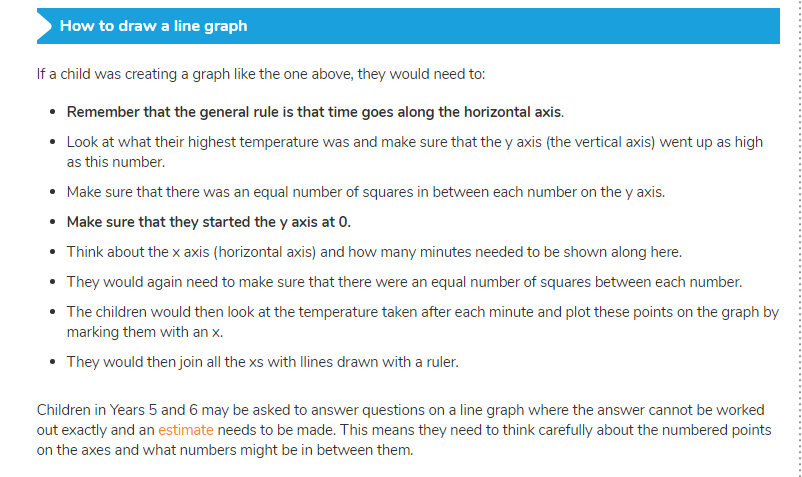 How to draw a line graph
If a child was creating a graph like the one above, they would need to:
• Remember that the general rule is that time goes along the horizontal axis.
• Look at what their highest temperature was and make sure that the y axis (the vertical axis) went up as high
as this number.
• Make sure that there was an equal number of squares in between each number on the y axis.
• Make sure that they started the y axis at 0.
• Think about the x axis (horizontal axis) and how many minutes needed to be shown along here.
• They would again need to make sure that there were an equal number of squares between each number.
• The children would then look at the temperature taken after each minute and plot these points on the graph by
marking them with an x.
• They would then join all the xs with llines drawn with a ruler.
Children in Years 5 and 6 may be asked to answer questions on a line graph where the answer cannot be worked
out exactly and an estimate needs to be made. This means they need to think carefully about the numbered points
on the axes and what numbers might be in between them.